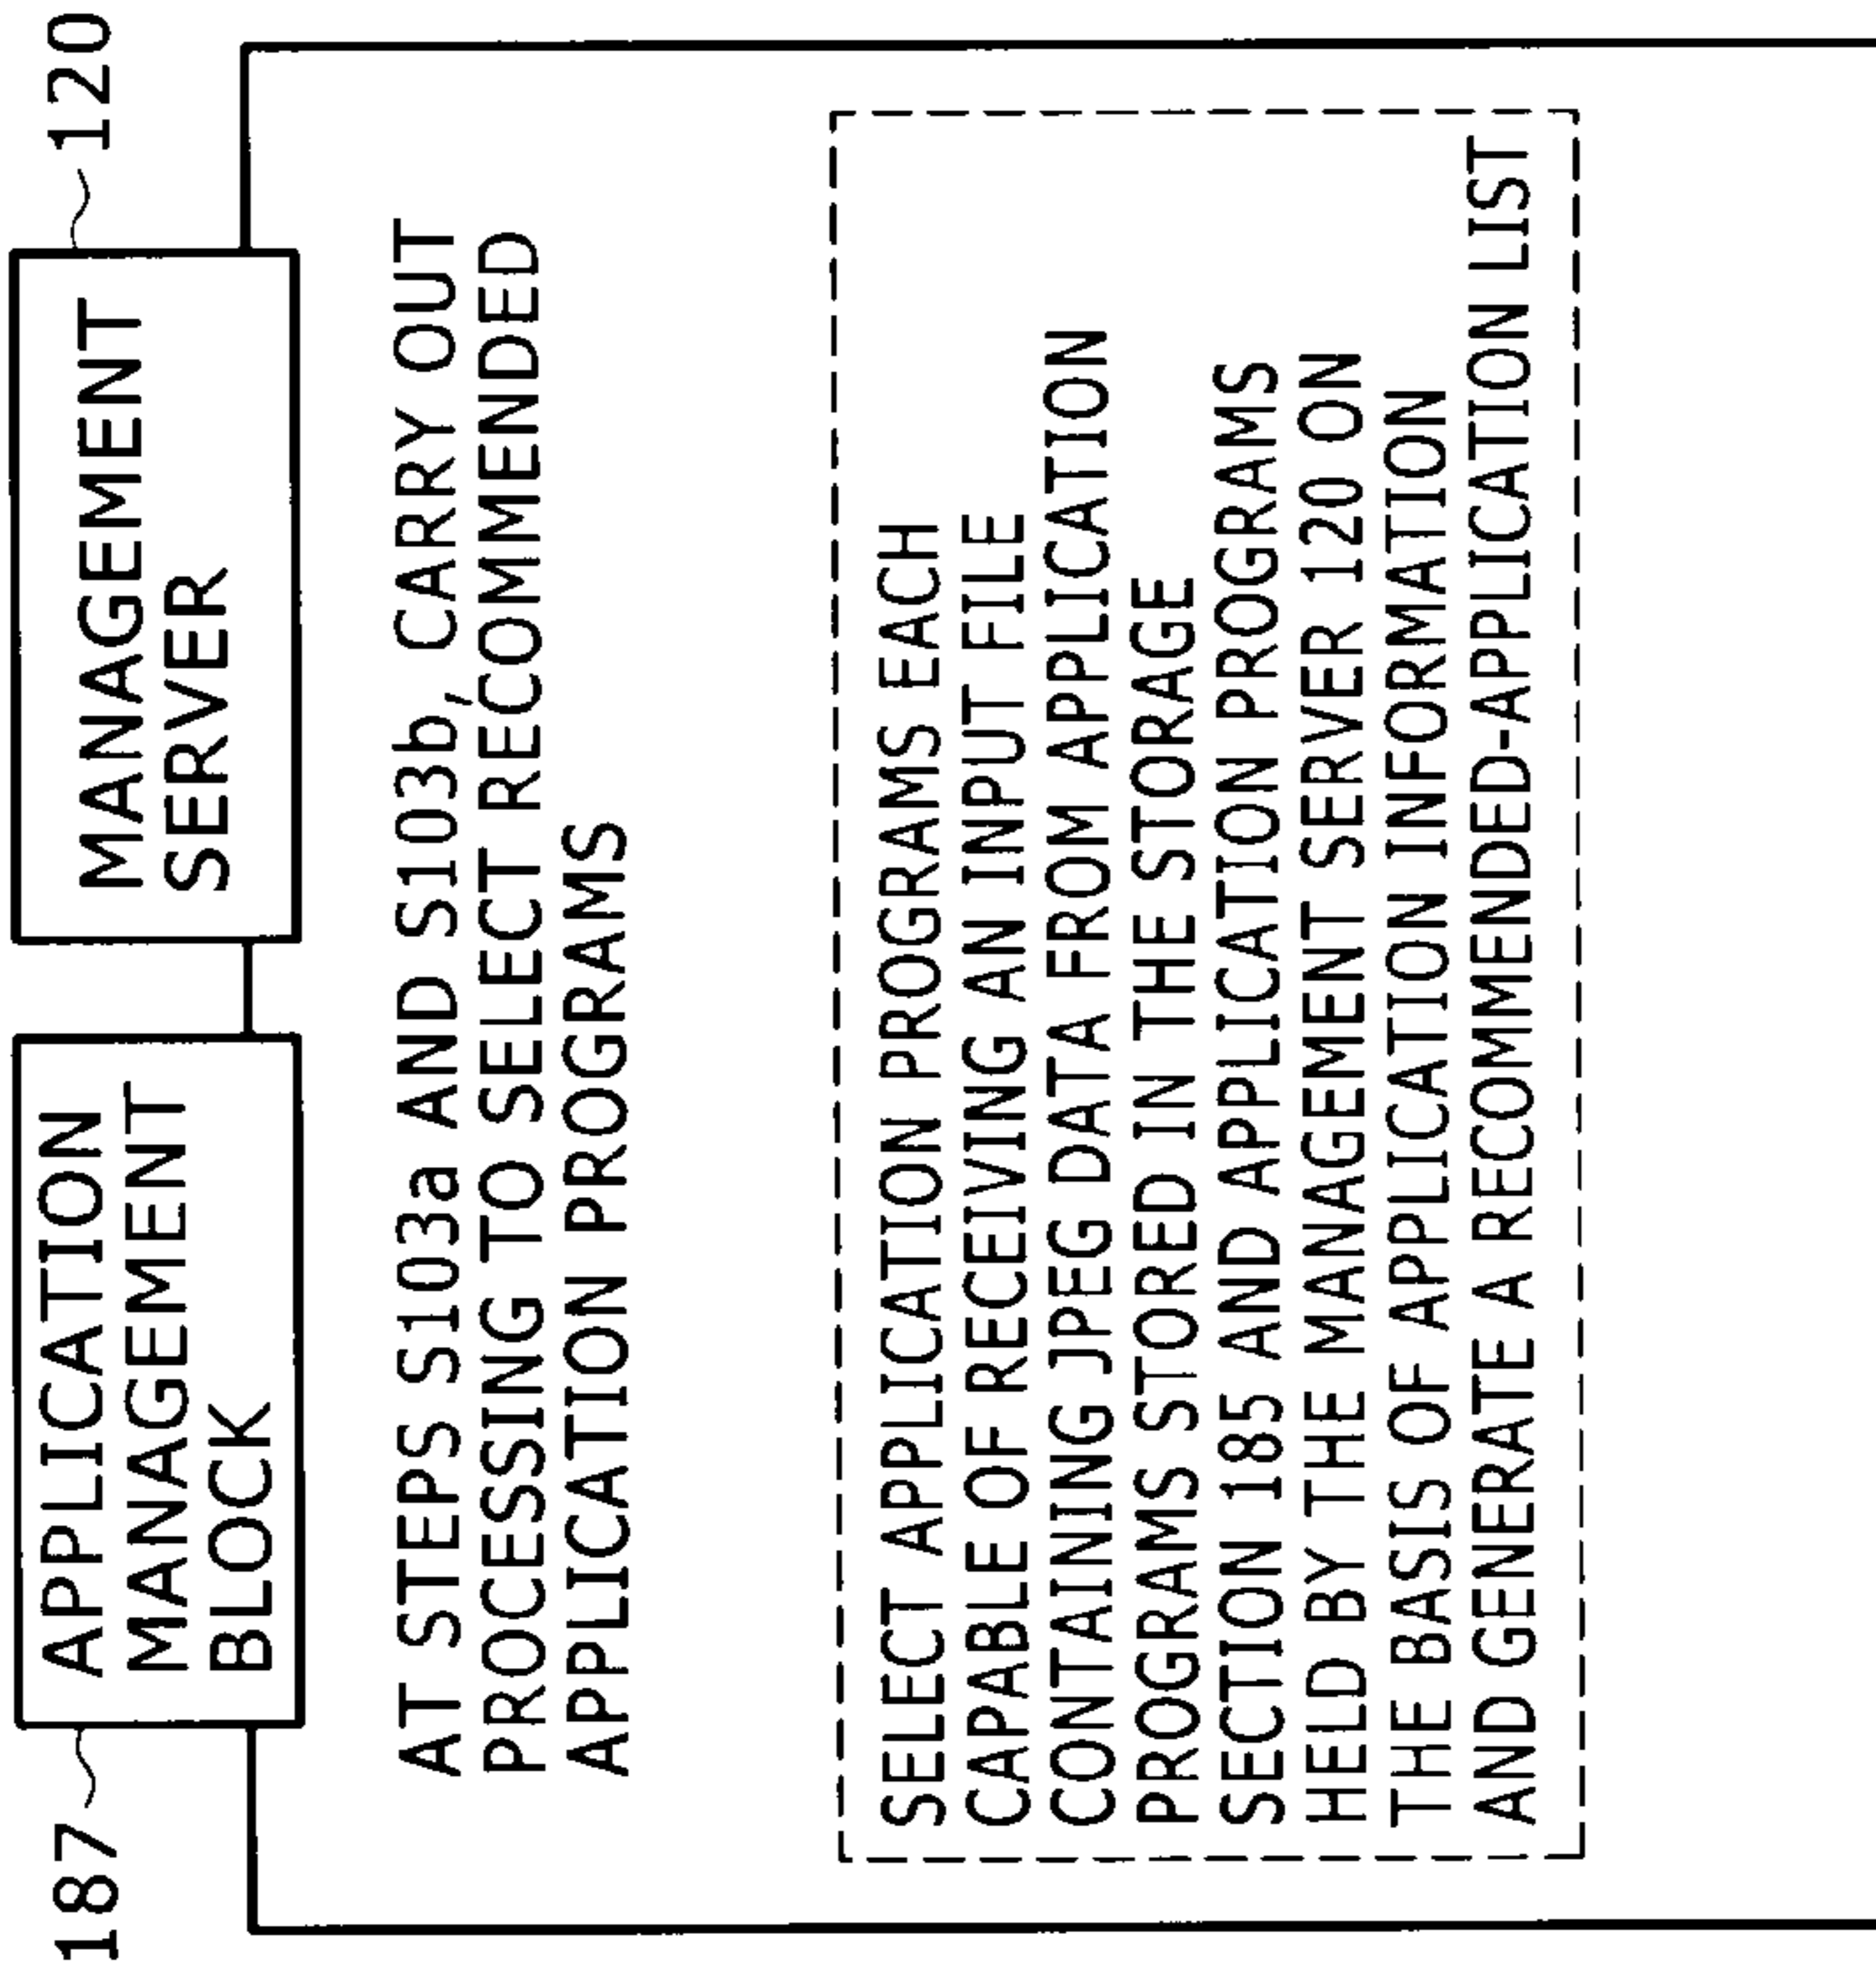 187
APPLICATION
MANAGEMENT
BLOCK
MANAGEMENT
SERVER
120
AT STEPS S103a AND S103b, CARRY OUT
PROCESSING TO SELECT RECOMMENDED
APPLICATION PROGRAMS
SELECT APPLICATION PROGRAMS EACH
CAPABLE OF RECEIVING AN INPUT FILE
CONTAINING JPEG DATA FROM APPLICATION
PROGRAMS STORED IN THE STORAGE
SECTION 185 AND APPLICATION PROGRAMS
HELD BY THE MANAGEMENT SERVER 120 ON
THE BASIS OF APPLICATION INFORMATION
AND GENERATE A RECOMMENDED-APPLICATION LIST